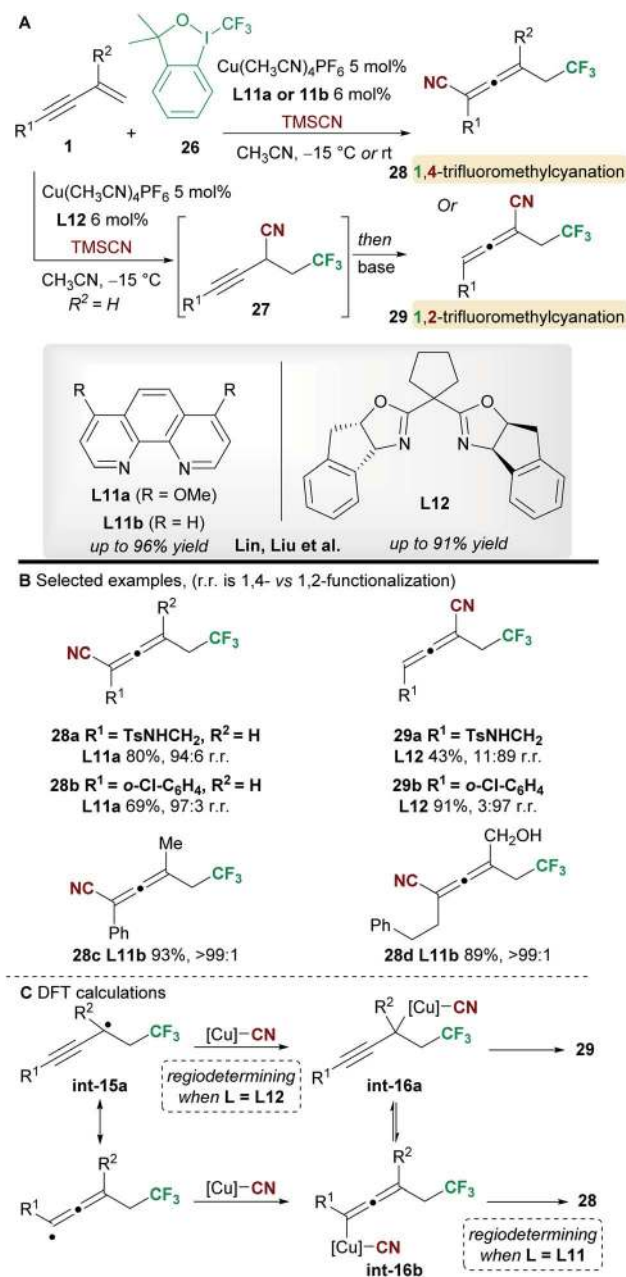 A
R2
CF3
O
I
Cu(CH3CN)4PF6 5 mol%
L11a or 11b 6 mol%
TMSCN
CH3CN, −15 °C or rt
R1
1
+
26
R2
NC
CF3
R1
28 1,4-trifluoromethylcyanation
Cu(CH3CN)4PF6 5 mol%
L12 6 mol%
TMSCN
CH3CN, −15 °C
R2 = H
CN
CF3
R1
27
then
base
Or
CN
CF3
R1
29 1,2-trifluoromethylcyanation
R
R
N
N
L11a (R = OMe)
L11b (R = H)
up to 96% yield
Lin, Liu et al.
O
O
N
N
L12
up to 91% yield
B Selected examples, (r.r. is 1,4- vs 1,2-functionalization)
R2
NC
CF3
R1
CN
CF3
R1
28a R1 = TsNHCH2, R2 = H
L11a 80%, 94:6 r.r.
28b R1 = o-Cl-C6H4, R2 = H
L11a 69%, 97:3 r.r.
29a R1 = TsNHCH2
L12 43%, 11:89 r.r.
29b R1 = o-Cl-C6H4
L12 91%, 3:97 r.r.
Me
NC
CF3
Ph
28c L11b 93%, >99:1
CH2OH
NC
CF3
Ph
28d L11b 89%, >99:1
C DFT calculations
R2
CF3
R1
int-15a
[Cu]−CN
regiodetermining
when L = L12
R2
[Cu]−CN
CF3
R1
int-16a
29
R2
R1
CF3
[Cu]−CN
R2
R1
CF3
[Cu]−CN
int-16b
28
regiodetermining
when L = L11